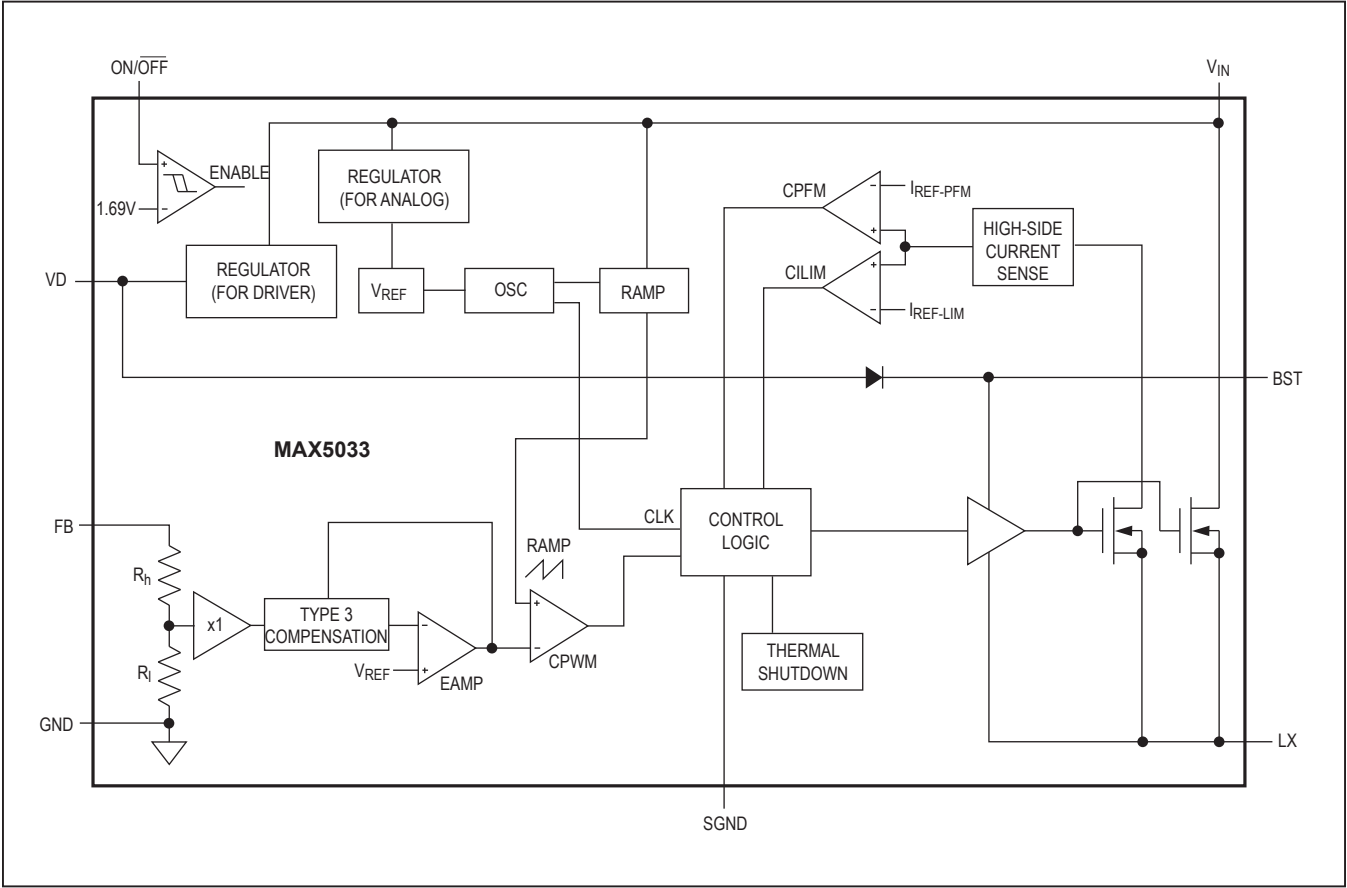 ON/OFF
VIN
ENABLE
1.69V
+
-
REGULATOR
(FOR ANALOG)
CPFM
-
IREF-PFM
+
HIGH-SIDE
CURRENT
SENSE
VD
REGULATOR
(FOR DRIVER)
VREF
OSC
RAMP
CILIM
+
-
IREF-LIM
BST
MAX5033
FB
CLK
CONTROL
LOGIC
RAMP
Rh
x1
TYPE 3
COMPENSATION
-
+
VREF
EAMP
+
-
CPWM
THERMAL
SHUTDOWN
Rl
GND
LX
SGND